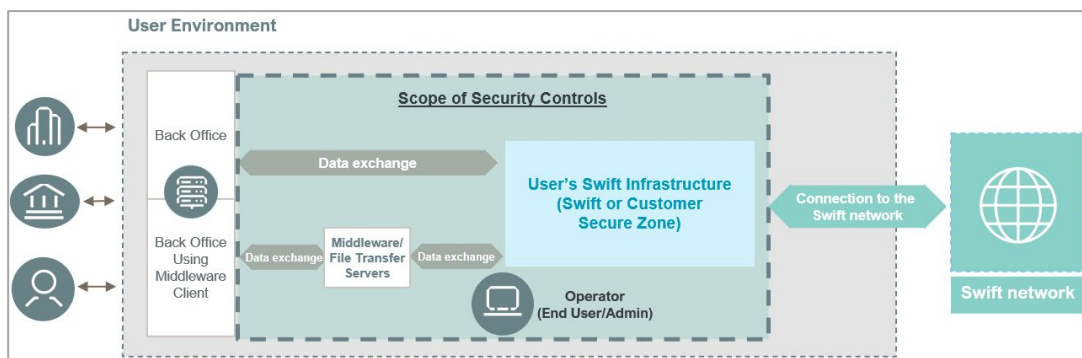 User Environment
Scope of Security Controls
Back Office
Data exchange
User's Swift Infrastructure
(Swift or Customer
Secure Zone)
Connection to the
Swift network
Back Office
Using
Middleware
Client
Data exchange
Middleware/
File Transfer
Servers
Data exchange
Operator
(End User/Admin)
Swift network